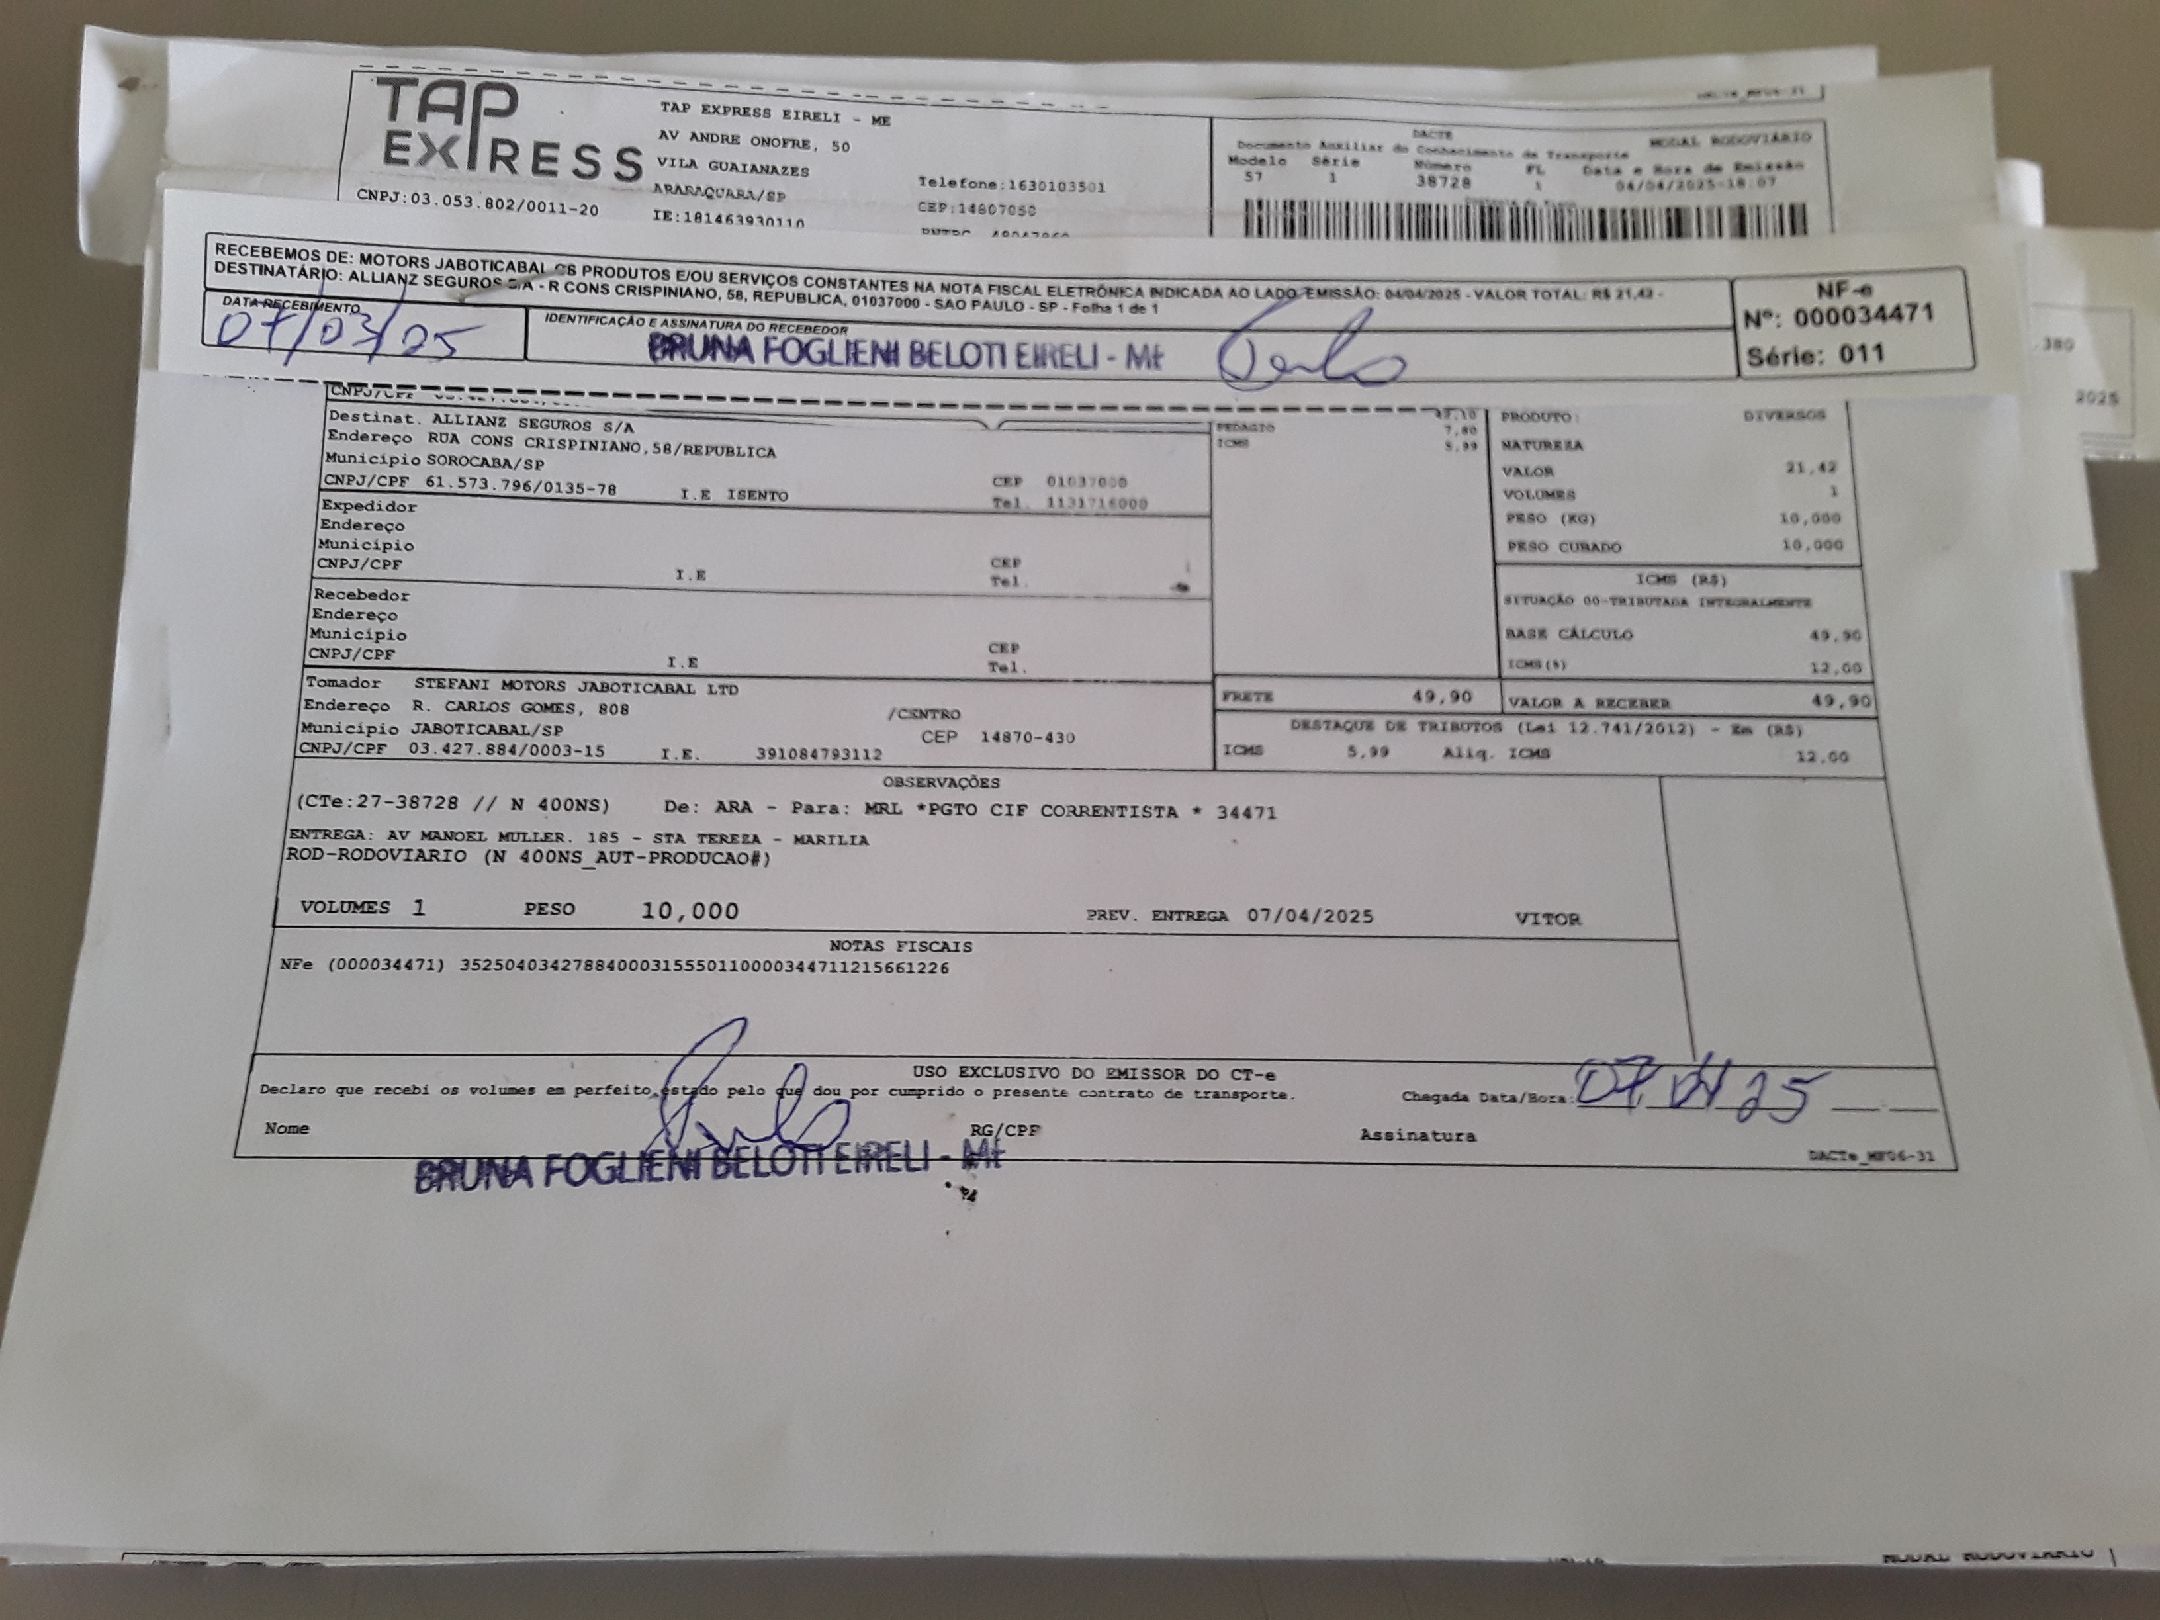 TAP EXPRESS
TAP EXPRESS EIRELI - ME
AV ANDRE ONOFRE, 50
VILA GUAIANAZES
ARARAQUARA/SP
CNPJ:03.053.802/0011-20
IE:181463930110
Telefone:1630103501
CEP:14807050
DACTE
MODAL RODOVIÁRIO
Documento Auxiliar do Conhecimento de Transporte
Modelo Série Número FL Data e Hora de Emissão
57 1 38728 1 04/04/2025-18:07
RECEBEMOS DE: MOTORS JABOTICABAL OS PRODUTOS E/OU SERVIÇOS CONSTANTES NA NOTA FISCAL ELETRÔNICA INDICADA AO LADO. EMISSÃO: 04/04/2025 - VALOR TOTAL: R$ 21,42 -
DESTINATÁRIO: ALLIANZ SEGUROS S/A - R CONS CRISPINIANO, 58, REPUBLICA, 01037000 - SAO PAULO - SP - Folha 1 de 1
DATA RECEBIMENTO
07/03/25
IDENTIFICAÇÃO E ASSINATURA DO RECEBEDOR
BRUNA FOGLIENI BELOTI EIRELI - ME
NF-e
Nº: 000034471
Série: 011
.380
2025
CNPJ/CPF
Destinat. ALLIANZ SEGUROS S/A
Endereço RUA CONS CRISPINIANO,58/REPUBLICA
Município SOROCABA/SP
CEP 01037000
CNPJ/CPF 61.573.796/0135-78 I.E ISENTO
Tel. 1131716000
Expedidor
Endereço
Município
CEP
CNPJ/CPF I.E
Tel.
Recebedor
Endereço
Município
CEP
CNPJ/CPF I.E
Tel.
Tomador STEFANI MOTORS JABOTICABAL LTD
Endereço R. CARLOS GOMES, 808 /CENTRO
Município JABOTICABAL/SP CEP 14870-430
CNPJ/CPF 03.427.884/0003-15 I.E. 391084793112
PEDAGIO 7,80
ICMS 5,99
PRODUTO: DIVERSOS
NATUREZA
VALOR 21,42
VOLUMES 1
PESO (KG) 10,000
PESO CUBADO 10,000
ICMS (R$)
SITUAÇÃO 00-TRIBUTADA INTEGRALMENTE
BASE CÁLCULO 49,90
ICMS(%) 12,00
FRETE 49,90
VALOR A RECEBER 49,90
DESTAQUE DE TRIBUTOS (Lei 12.741/2012) - Em (R$)
ICMS 5,99 Aliq. ICMS 12,00
OBSERVAÇÕES
(CTe:27-38728 // N 400NS) De: ARA - Para: MRL *PGTO CIF CORRENTISTA * 34471
ENTREGA: AV MANOEL MULLER. 185 - STA TEREZA - MARILIA
ROD-RODOVIARIO (N 400NS_AUT-PRODUCAO#)
VOLUMES 1 PESO 10,000 PREV. ENTREGA 07/04/2025 VITOR
NOTAS FISCAIS
NFe (000034471) 35250403427884000315550110000344711215661226
USO EXCLUSIVO DO EMISSOR DO CT-e
Declaro que recebi os volumes em perfeito estado pelo que dou por cumprido o presente contrato de transporte.
Chegada Data/Hora: 07 04 25
Nome RG/CPF Assinatura
BRUNA FOGLIENI BELOTI EIRELI - ME
DACTe_MF06-31
MODAL RODOVIÁRIO